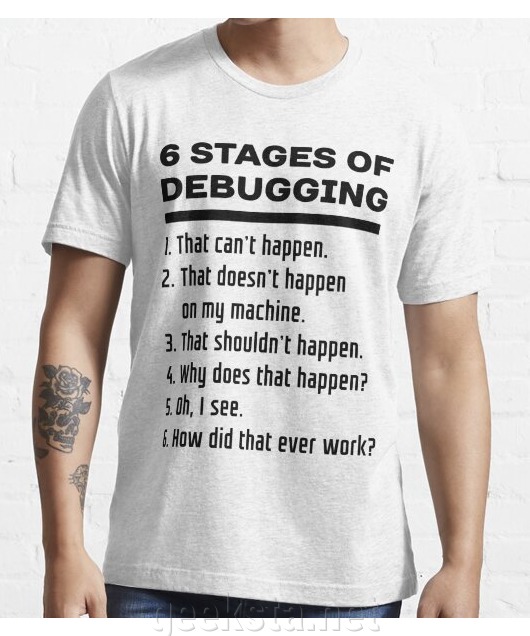 6 STAGES OF
DEBUGGING
1. That can't happen.
2. That doesn't happen
on my machine.
3. That shouldn't happen.
4. Why does that happen?
5. Oh, I see.
6. How did that ever work?
geeksta.net